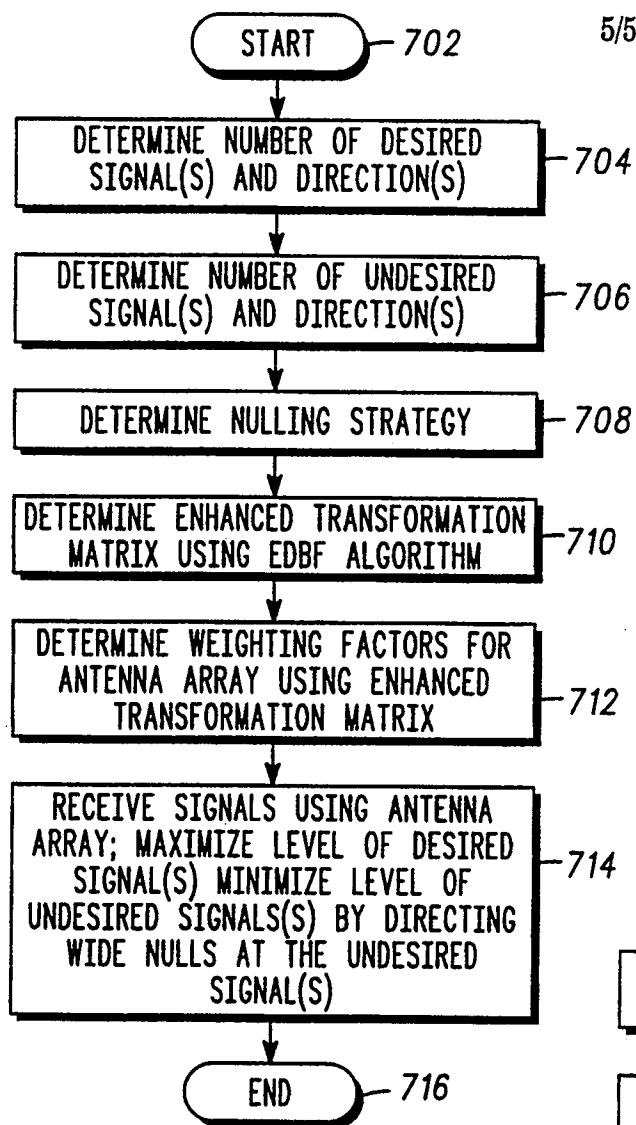 START 702
5/5
DETERMINE NUMBER OF DESIRED
SIGNAL(S) AND DIRECTION(S)
704
DETERMINE NUMBER OF UNDESIRED
SIGNAL(S) AND DIRECTION(S)
706
DETERMINE NULLING STRATEGY 708
DETERMINE ENHANCED TRANSFORMATION
MATRIX USING EDBF ALGORITHM
710
DETERMINE WEIGHTING FACTORS FOR
ANTENNA ARRAY USING ENHANCED
TRANSFORMATION MATRIX
712
RECEIVE SIGNALS USING ANTENNA
ARRAY; MAXIMIZE LEVEL OF DESIRED
SIGNAL(S) MINIMIZE LEVEL OF
UNDESIRED SIGNALS(S) BY DIRECTING
WIDE NULLS AT THE UNDESIRED
SIGNAL(S)
714
END 716